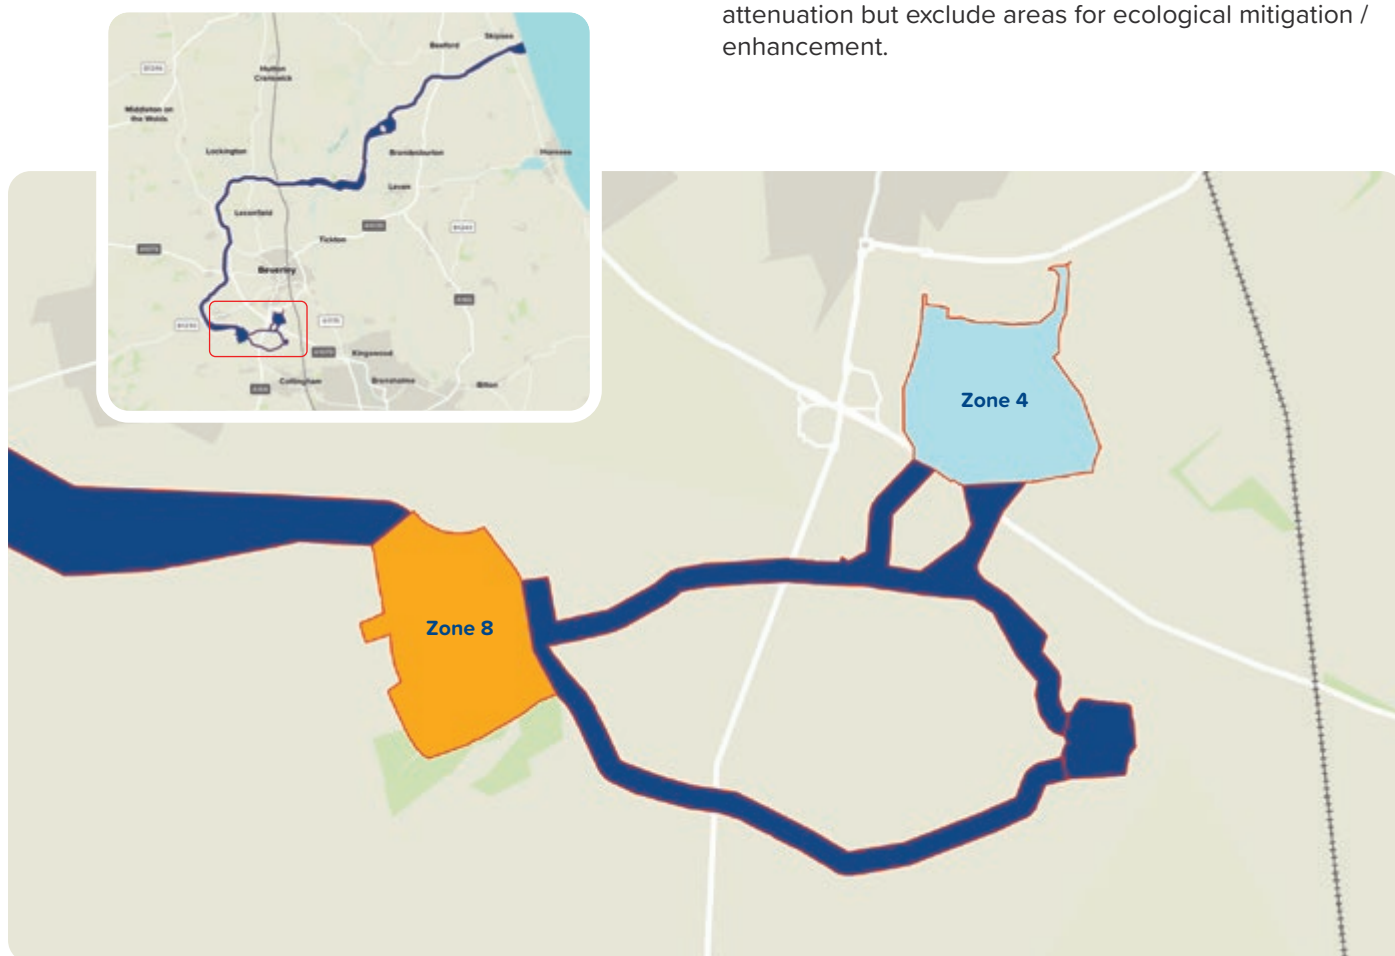 attenuation but exclude areas for ecological mitigation /
enhancement.
Skipsea
Beeford
Hutton
Cranswick
Middleton on
the Wolds
Lockington
Brandesburton
Hornsea
Leven
Leconfield
Tickton
Beverley
Kingswood
Cottingham
Bransholme
Bilton
Zone 4
Zone 8